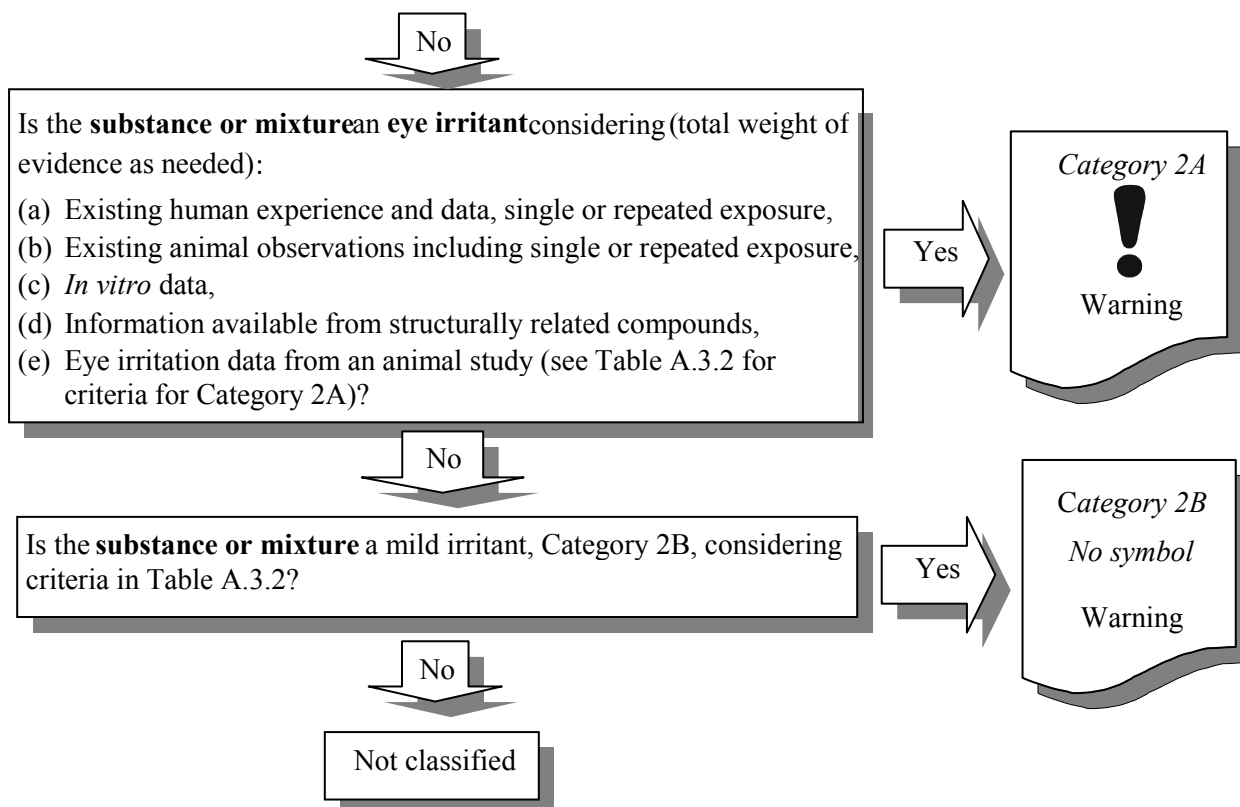 No
Is the substance or mixture an eye irritant considering (total weight of
evidence as needed):
(a) Existing human experience and data, single or repeated exposure,
(b) Existing animal observations including single or repeated exposure,
(c) In vitro data,
(d) Information available from structurally related compounds,
(e) Eye irritation data from an animal study (see Table A.3.2 for
criteria for Category 2A)?
Yes
Category 2A
Warning
No
Is the substance or mixture a mild irritant, Category 2B, considering
criteria in Table A.3.2?
Yes
Category 2B
No symbol
Warning
No
Not classified